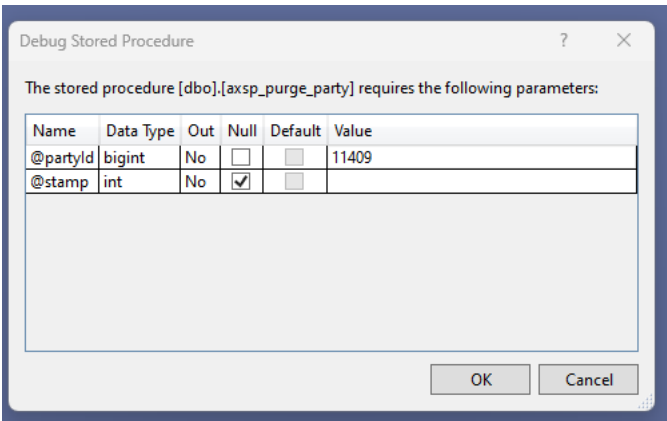 Debug Stored Procedure ? ×
The stored procedure [dbo].[axsp_purge_party] requires the following parameters:
Name Data Type Out Null Default Value
@partyId bigint No 11409
@stamp int No
OK Cancel